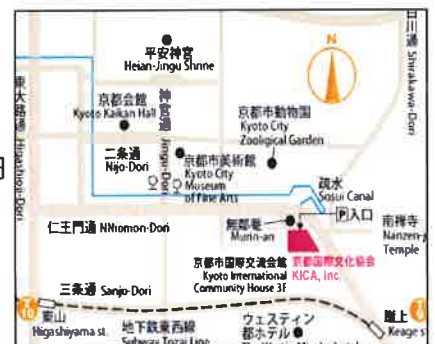 N
平安神宮
Heian-Jingu Shrine
白川通 Shirakawa-Dori
東大路通 Higashioji-Dori
京都会館
Kyoto Kaikan Hall
神宮通 Jingu-Dori
京都市動物園
Kyoto City
Zooligical Garden
二条通
Nijo-Dori
京都市美術館
Kyoto City
Museum
of Fine Arts
疏水
Sosui Canal
P入口
仁王門通 NNiomon-Dori
無鄰菴
Murin-an
南禅寺
Nanzen-j
Temple
京都市国際交流会館
Kyoto International
Community House 3F
京都国際文化協会
KICA, Inc.
三条通 Sanjo-Dori
T
10
東山
Higashiyama st.
地下鉄東西線
Subway Tozai Line
ウェスティン
都ホテル
蹴上
Keage s